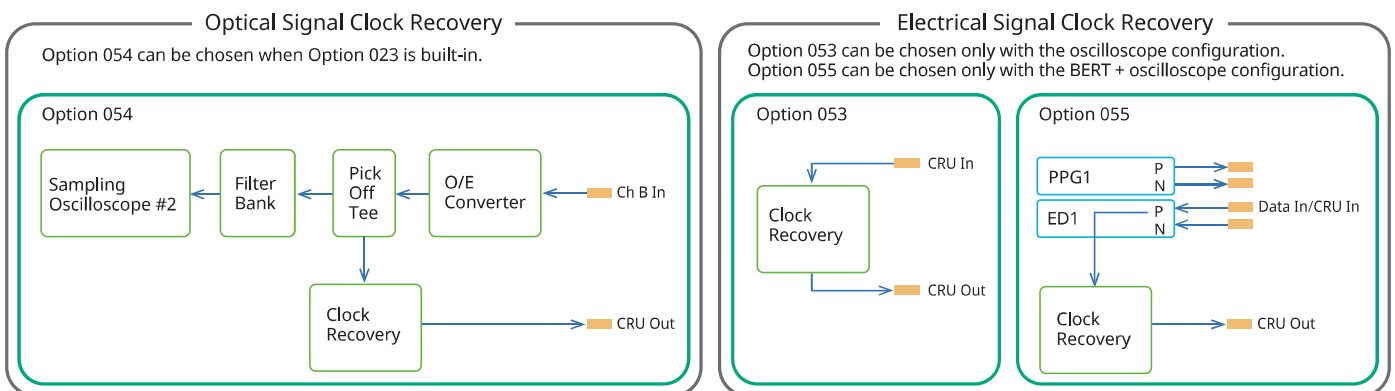 Optical Signal Clock Recovery
Option 054 can be chosen when Option 023 is built-in.
Option 054
Sampling
Oscilloscope #2
Filter
Bank
Pick
Off
Tee
O/E
Converter
Ch B In
Clock
Recovery
CRU Out
Electrical Signal Clock Recovery
Option 053 can be chosen only with the oscilloscope configuration.
Option 055 can be chosen only with the BERT + oscilloscope configuration.
Option 053
CRU In
Clock
Recovery
CRU Out
Option 055
PPG1
P
N
ED1
P
N
Data In/CRU In
Clock
Recovery
CRU Out